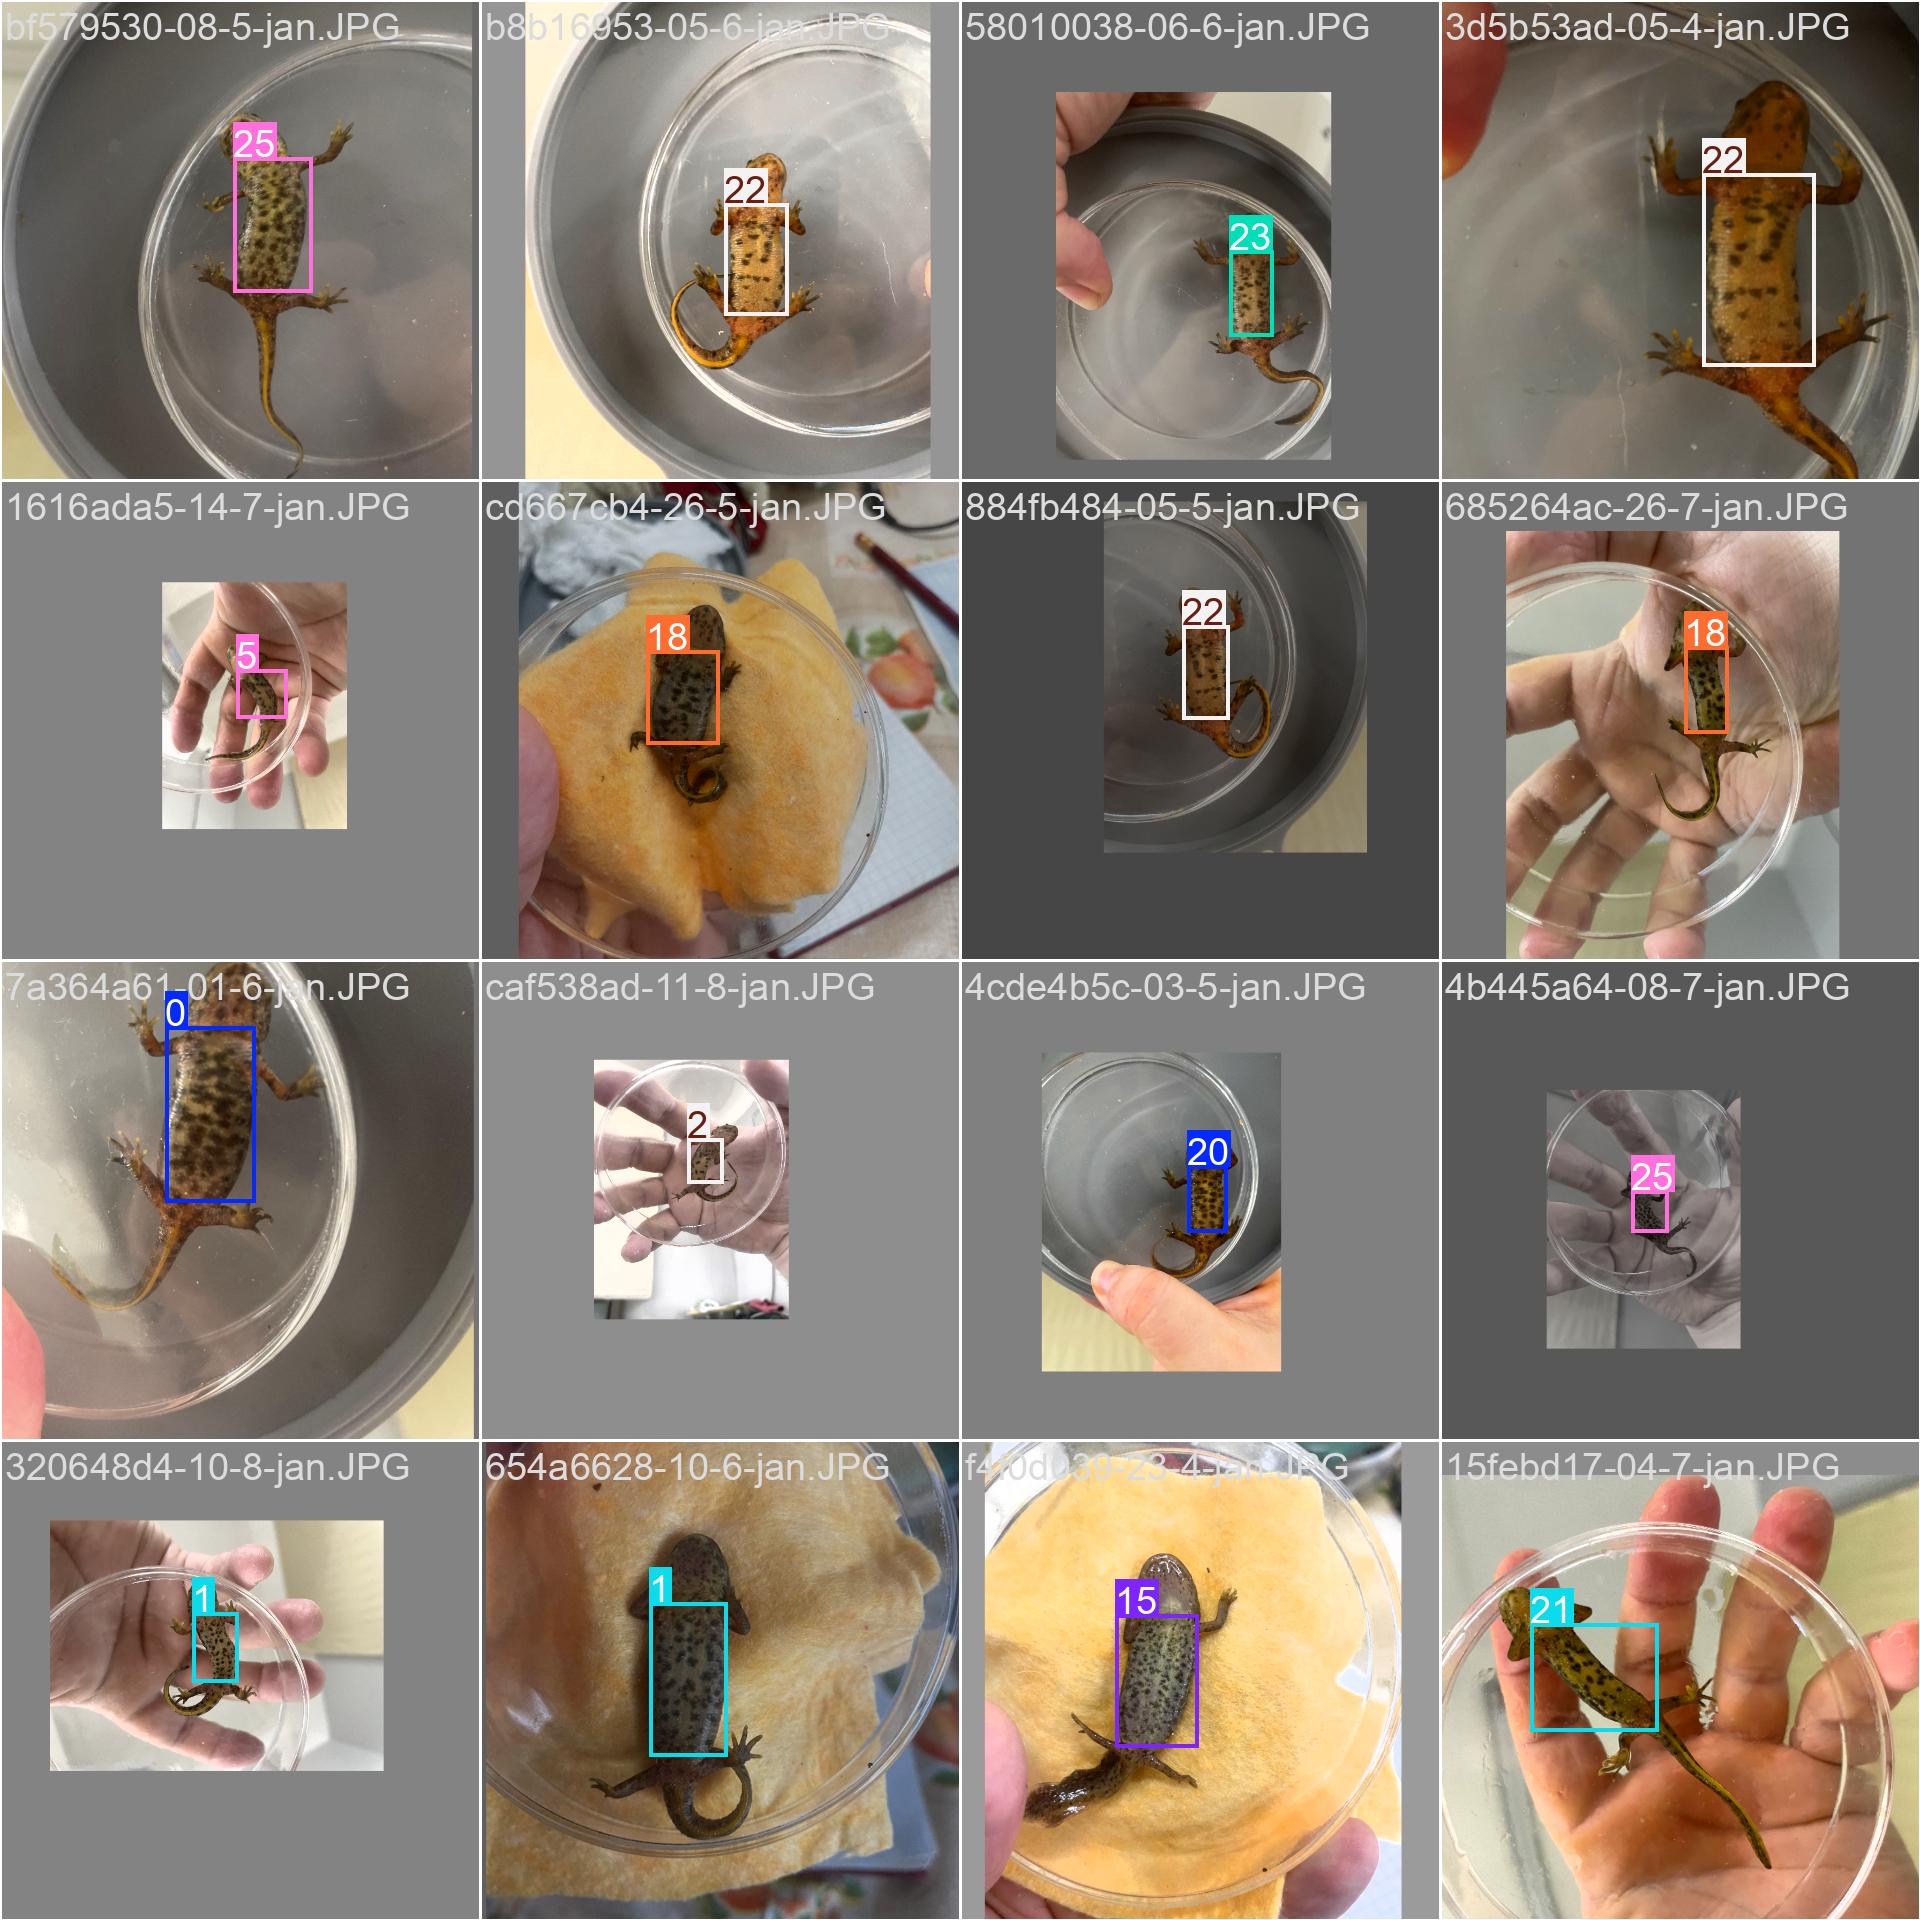 bf579530-08-5-jan.JPG
25
b8b16953-05-6-jan.JPG
22
58010038-06-6-jan.JPG
23
3d5b53ad-05-4-jan.JPG
22
1616ada5-14-7-jan.JPG
5
cd667cb4-26-5-jan.JPG
18
884fb484-05-5-jan.JPG
22
685264ac-26-7-jan.JPG
18
7a364a61-01-6-jan.JPG
0
caf538ad-11-8-jan.JPG
2
4cde4b5c-03-5-jan.JPG
20
4b445a64-08-7-jan.JPG
25
320648d4-10-8-jan.JPG
1
654a6628-10-6-jan.JPG
1
15
15febd17-04-7-jan.JPG
21